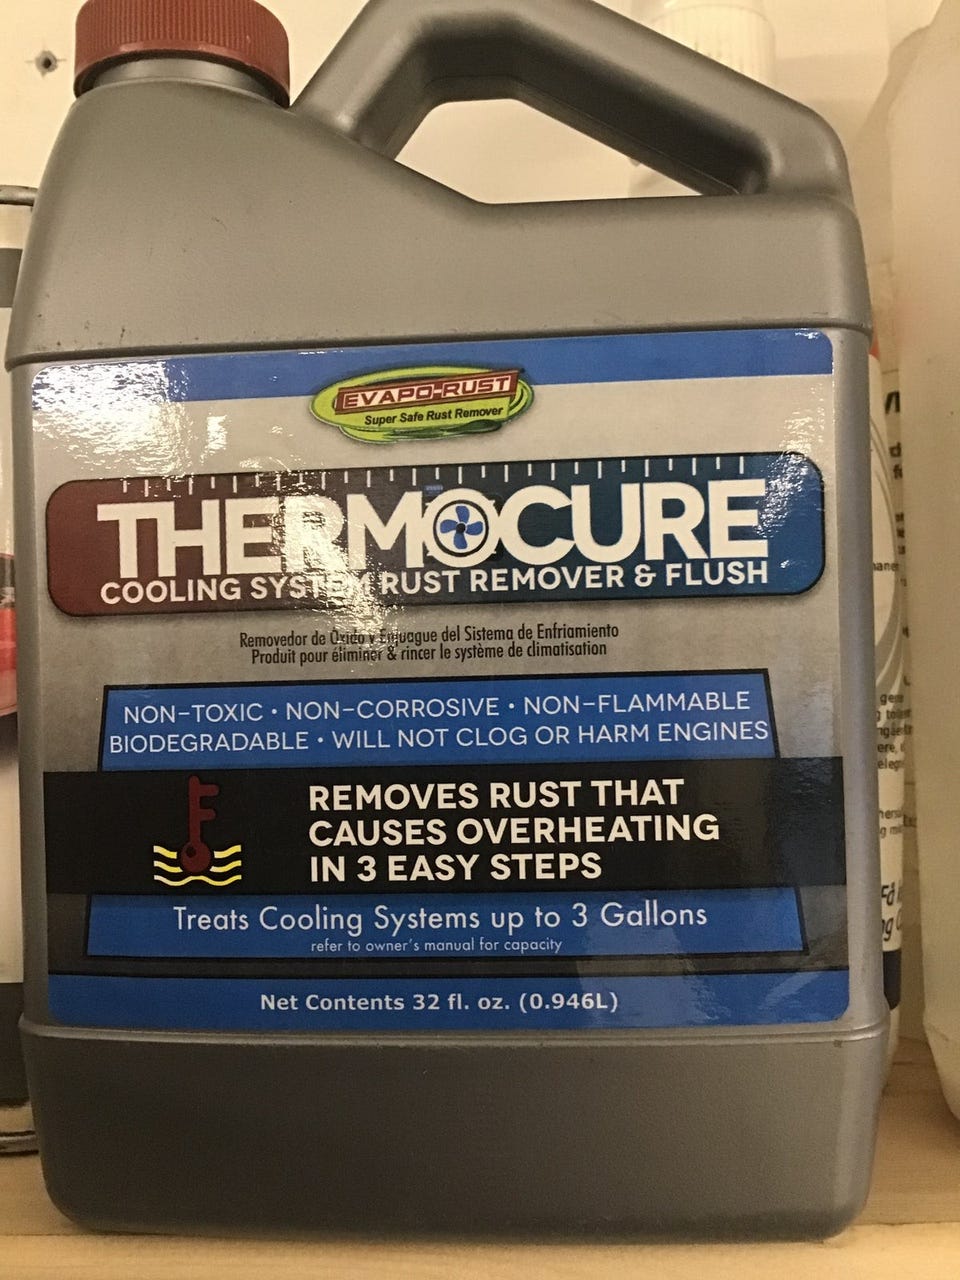 EVAPO-RUST
Super Safe Rust Remover
THERMOCURE
COOLING SYSTEM RUST REMOVER & FLUSH
Removedor de Óxido y Enjuague del Sistema de Enfriamiento
Produit pour éliminer & rincer le système de climatisation
NON-TOXIC • NON-CORROSIVE • NON-FLAMMABLE
BIODEGRADABLE • WILL NOT CLOG OR HARM ENGINES
REMOVES RUST THAT
CAUSES OVERHEATING
IN 3 EASY STEPS
Treats Cooling Systems up to 3 Gallons
refer to owner's manual for capacity
Net Contents 32 fl. oz. (0.946L)